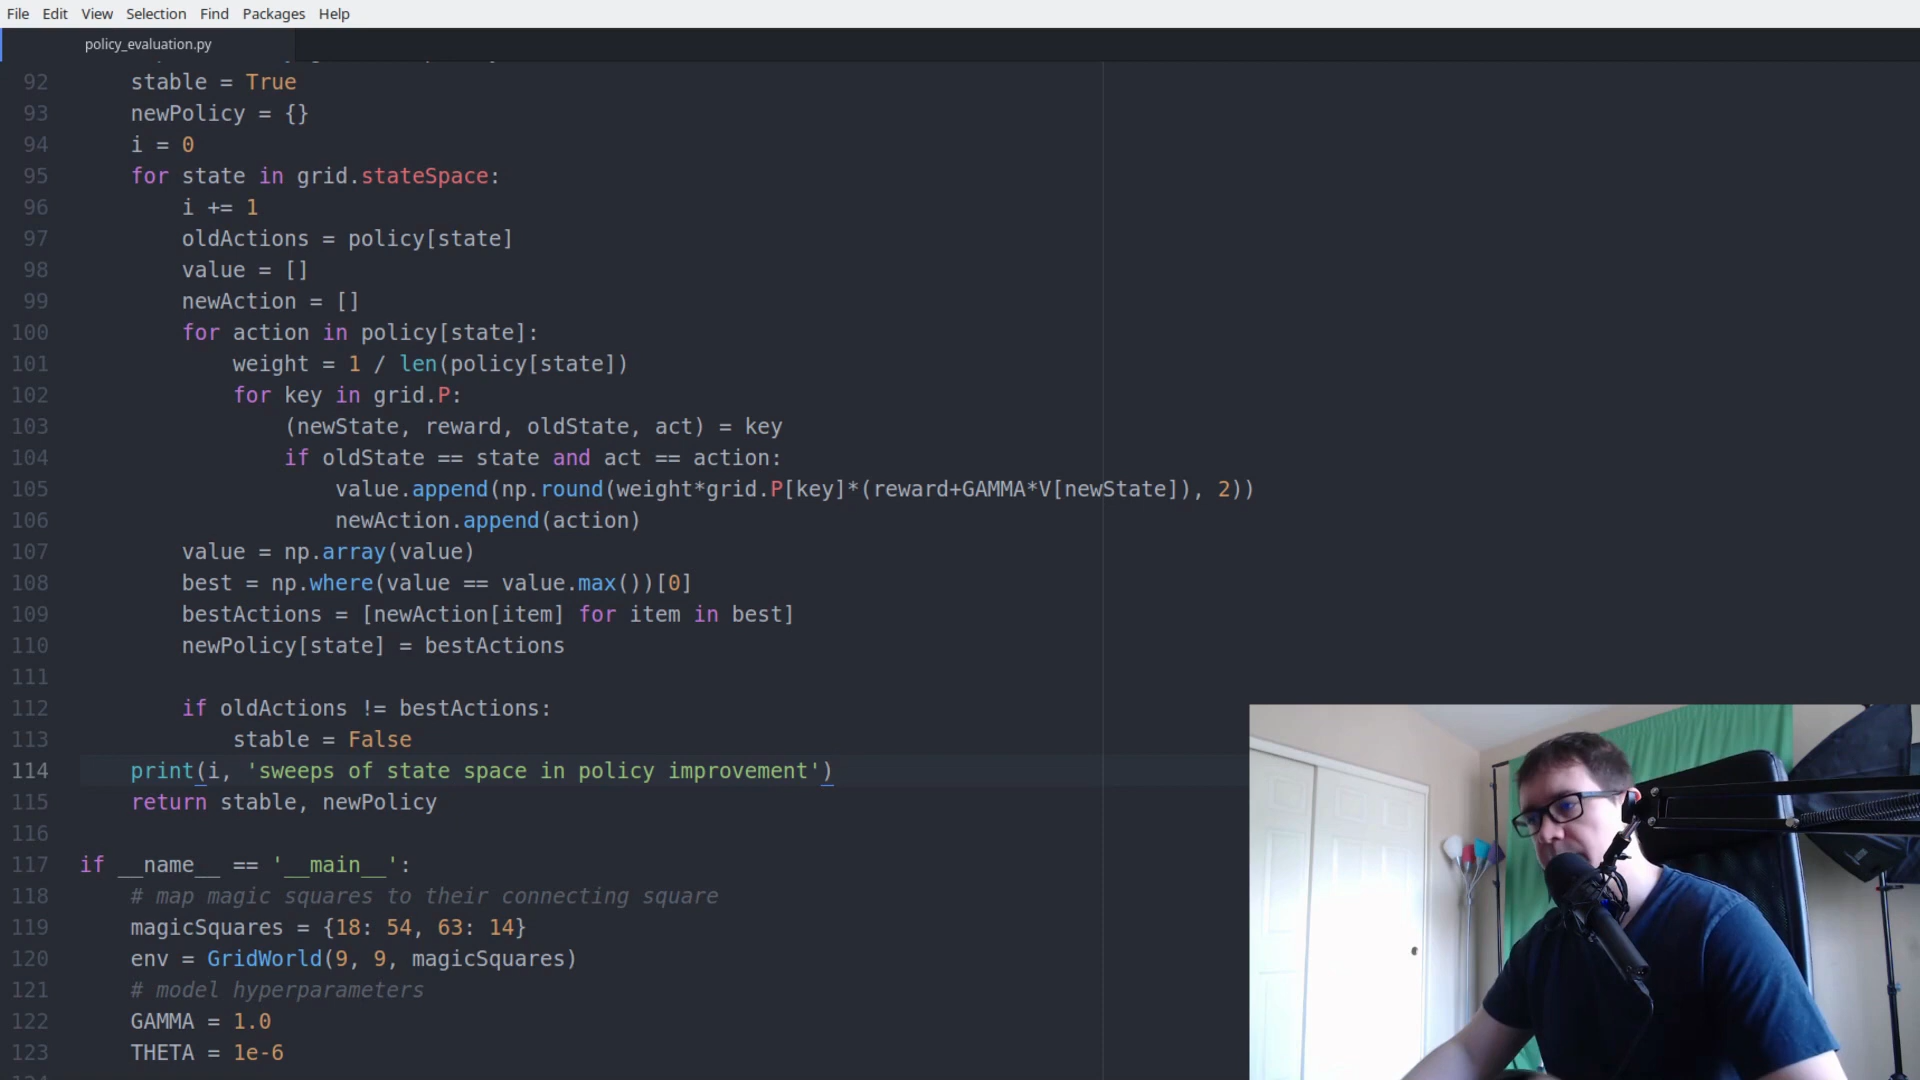 File Edit View Selection Find Packages Help
policy_evaluation.py
92 stable = True
93 newPolicy = {}
94 i = 0
95 for state in grid.stateSpace:
96 i += 1
97 oldActions = policy[state]
98 value = []
99 newAction = []
100 for action in policy[state]:
101 weight = 1 / len(policy[state])
102 for key in grid.P:
103 (newState, reward, oldState, act) = key
104 if oldState == state and act == action:
105 value.append(np.round(weight*grid.P[key]*(reward+GAMMA*V[newState]), 2))
106 newAction.append(action)
107 value = np.array(value)
108 best = np.where(value == value.max())[0]
109 bestActions = [newAction[item] for item in best]
110 newPolicy[state] = bestActions
111
112 if oldActions != bestActions:
113 stable = False
114 print(i, 'sweeps of state space in policy improvement')
115 return stable, newPolicy
116
117 if __name__ == '__main__':
118 # map magic squares to their connecting square
119 magicSquares = {18: 54, 63: 14}
120 env = GridWorld(9, 9, magicSquares)
121 # model hyperparameters
122 GAMMA = 1.0
123 THETA = 1e-6